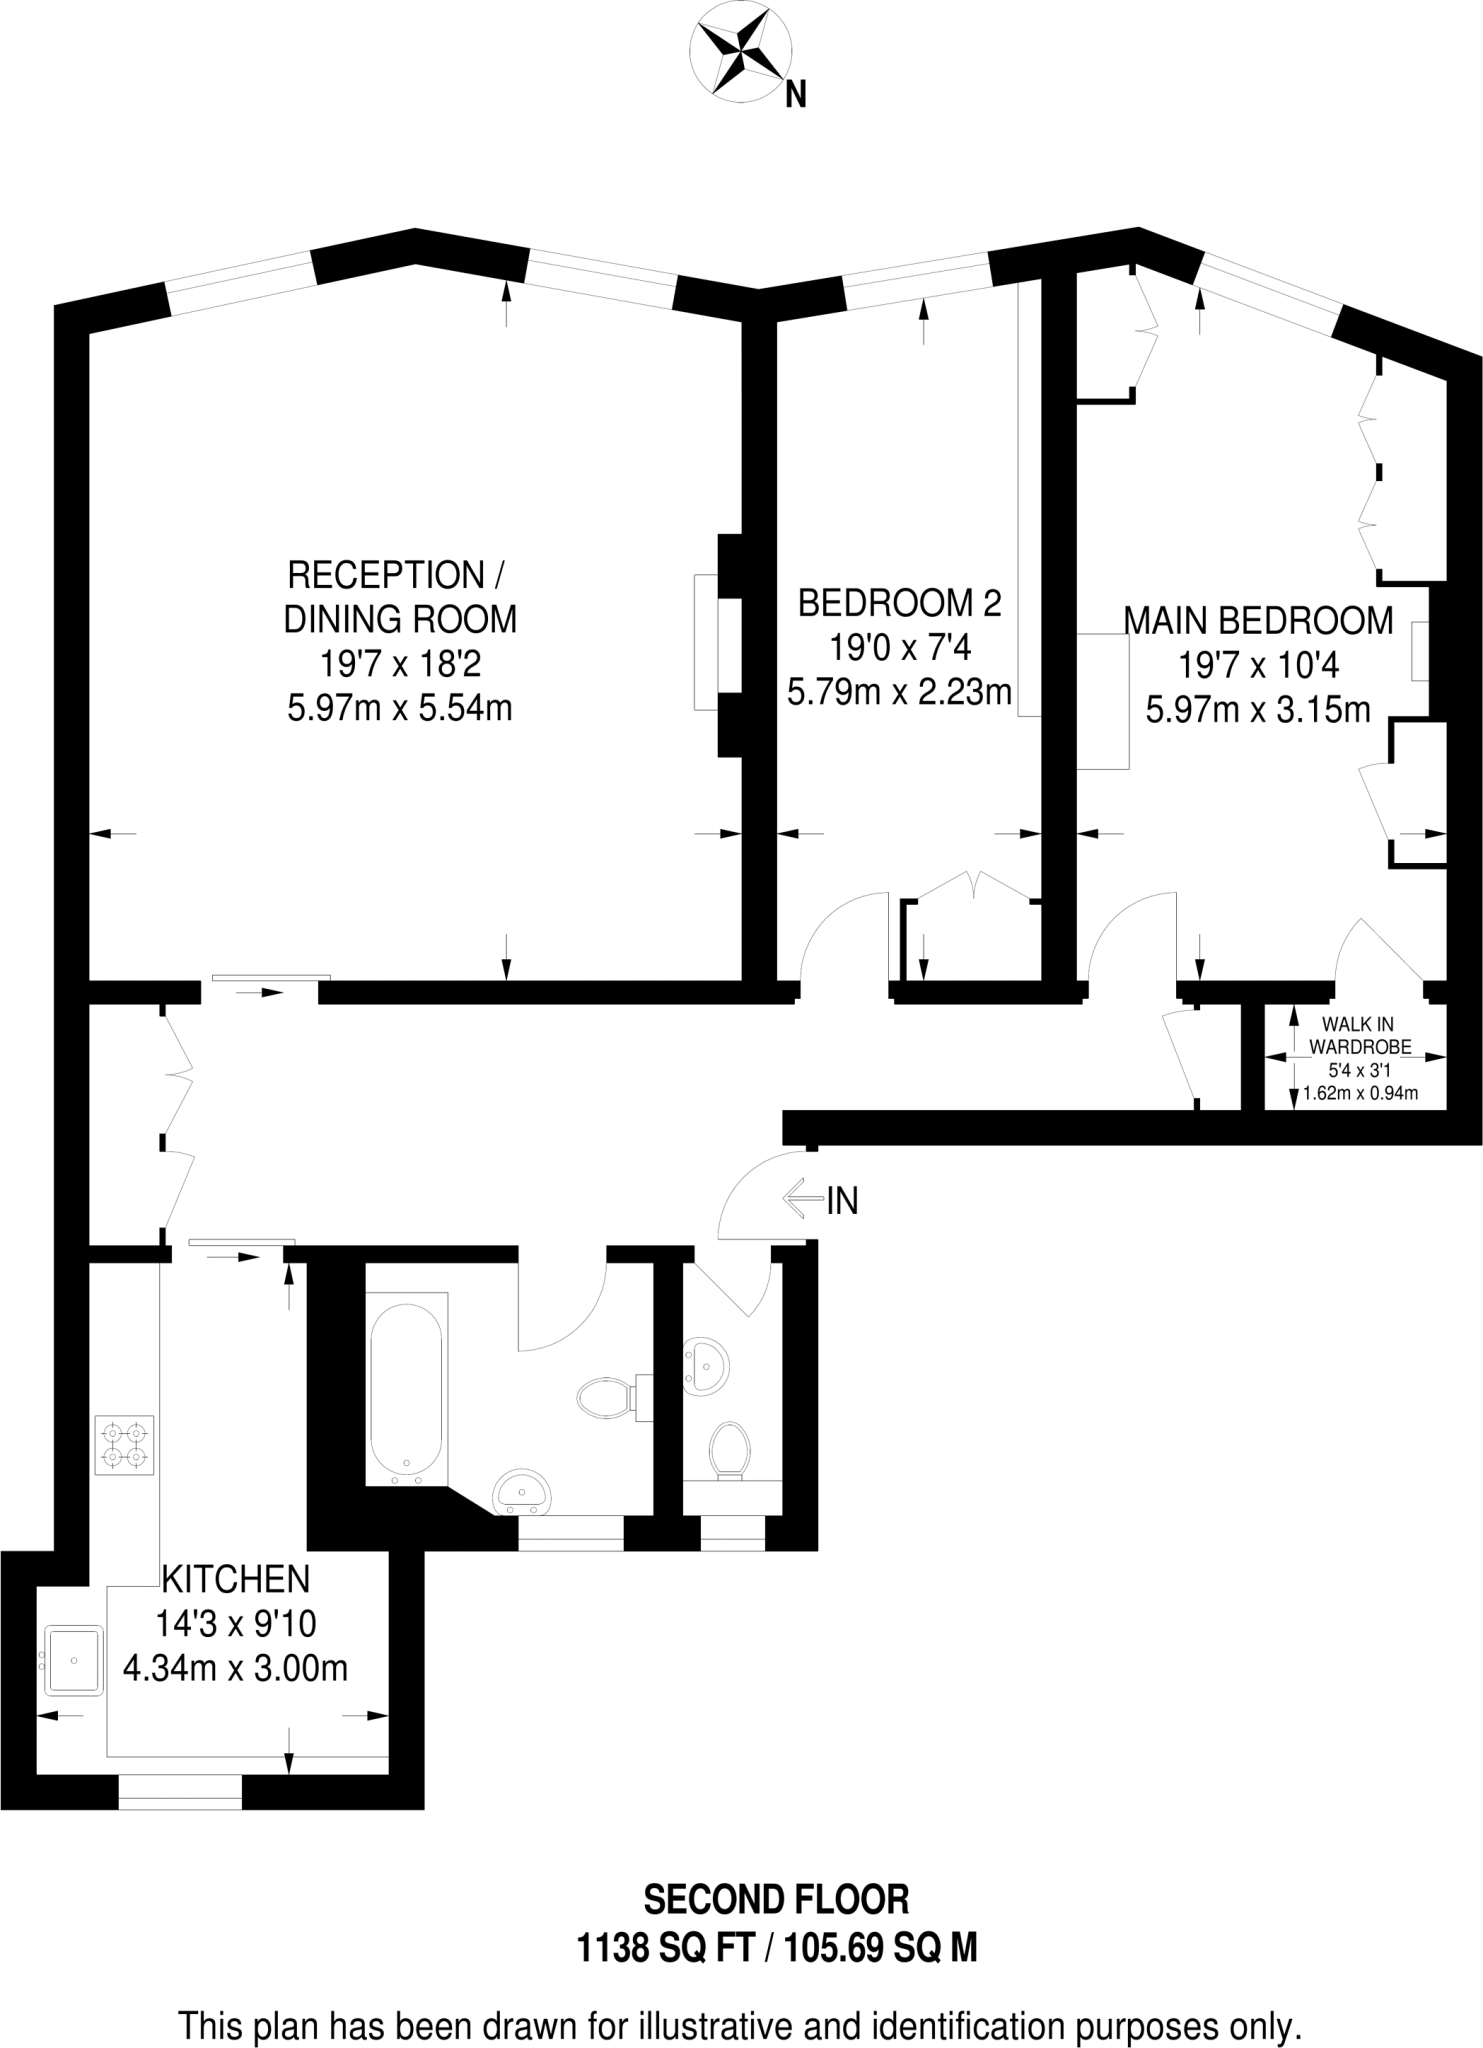 N
RECEPTION /
DINING ROOM
19'7 x 18'2
5.97m x 5.54m
BEDROOM 2
19'0 x 7'4
5.79m x 2.23m
MAIN BEDROOM
19'7 x 10'4
5.97m x 3.15m
WALK IN
WARDROBE
5'4 x 3'1
1.62m x 0.94m
IN
KITCHEN
14'3 x 9'10
4.34m x 3.00m
SECOND FLOOR
1138 SQ FT / 105.69 SQ M
This plan has been drawn for illustrative and identification purposes only.